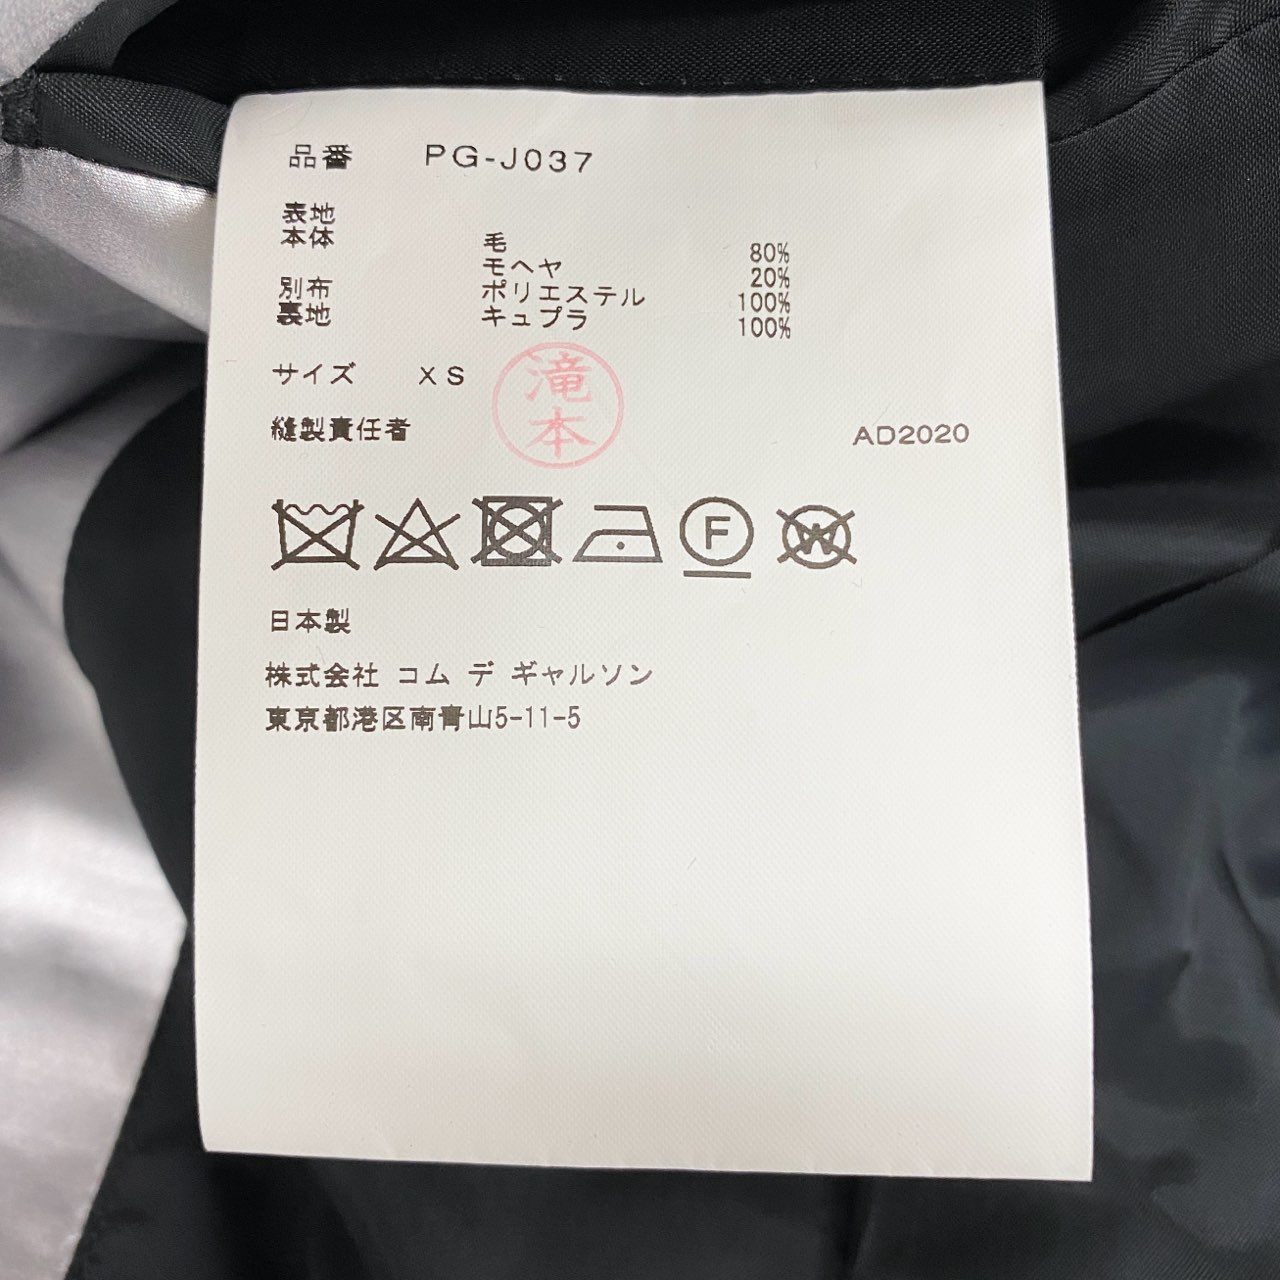 品番 PG-J037
表地
本体 毛 80%
モヘヤ 20%
別布 ポリエステル 100%
裏地 キュプラ 100%
サイズ XS
滝本
縫製責任者 AD2020
F W
日本製
株式会社 コム デ ギャルソン
東京都港区南青山5-11-5